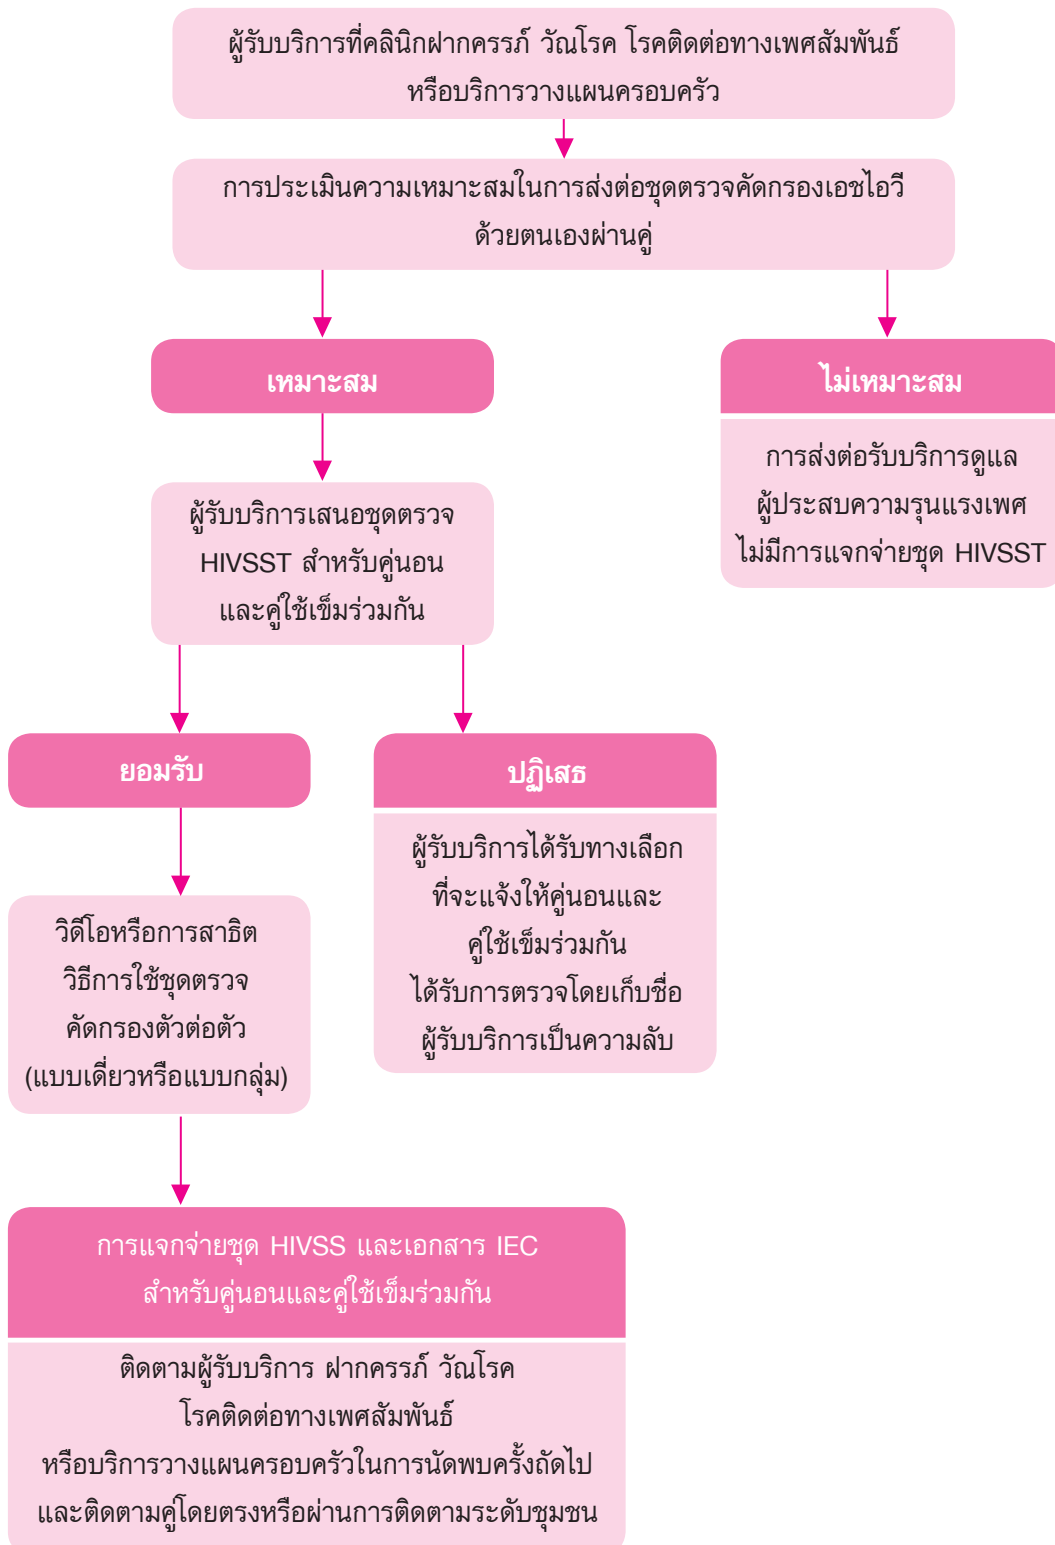 ผู้รับบริการที่คลินิกฝากครรภ์ วัณโรค โรคติดต่อทางเพศสัมพันธ์
หรือบริการวางแผนครอบครัว
การประเมินความเหมาะสมในการส่งต่อชุดตรวจคัดกรองเอชไอวี
ด้วยตนเองผ่านคู่
เหมาะสม
ไม่เหมาะสม
การส่งต่อรับบริการดูแล
ผู้ประสบความรุนแรงเพศ
ไม่มีการแจกจ่ายชุด HIVSST
ผู้รับบริการเสนอชุดตรวจ
HIVSST สำหรับคู่นอน
และคู่ใช้เข็มร่วมกัน
ยอมรับ
ปฏิเสธ
ผู้รับบริการได้รับทางเลือก
ที่จะแจ้งให้คู่นอนและ
คู่ใช้เข็มร่วมกัน
ได้รับการตรวจโดยเก็บชื่อ
ผู้รับบริการเป็นความลับ
วิดีโอหรือการสาธิต
วิธีการใช้ชุดตรวจ
คัดกรองตัวต่อตัว
(แบบเดี่ยวหรือแบบกลุ่ม)
การแจกจ่ายชุด HIVSS และเอกสาร IEC
สำหรับคู่นอนและคู่ใช้เข็มร่วมกัน
ติดตามผู้รับบริการ ฝากครรภ์ วัณโรค
โรคติดต่อทางเพศสัมพันธ์
หรือบริการวางแผนครอบครัวในการนัดพบครั้งถัดไป
และติดตามคู่โดยตรงหรือผ่านการติดตามระดับชุมชน